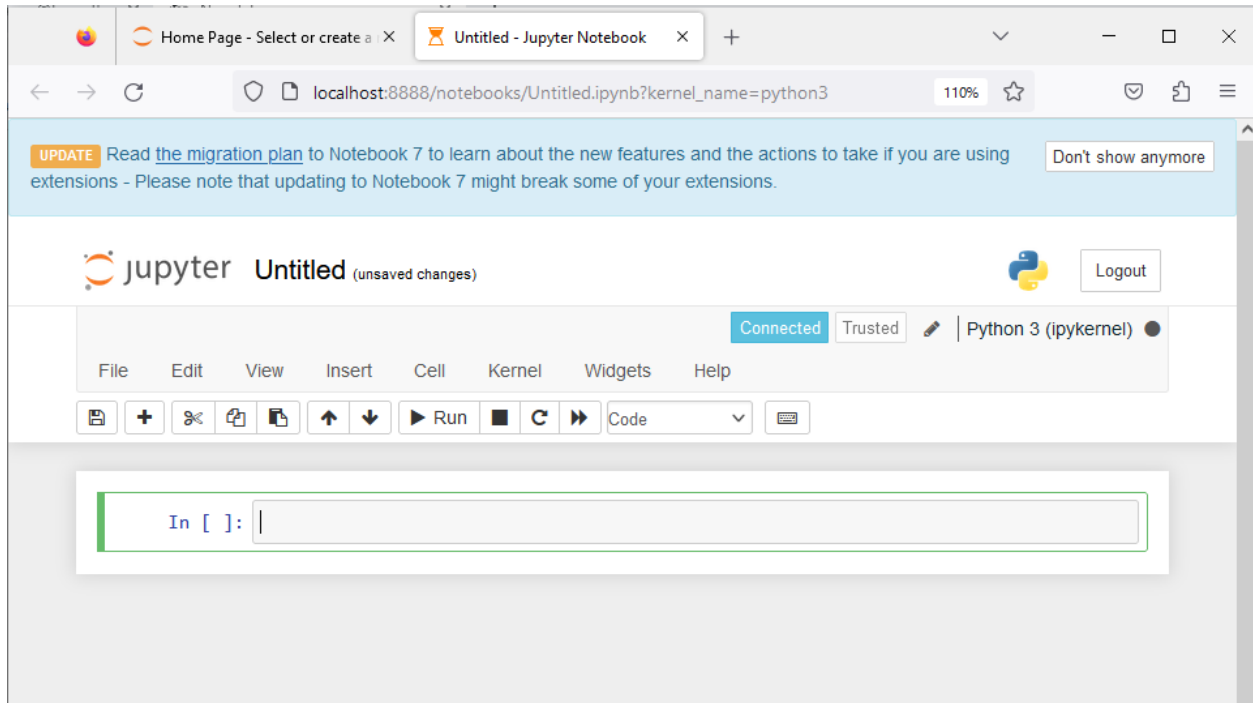 Home Page - Select or create a
Untitled - Jupyter Notebook
localhost:8888/notebooks/Untitled.ipynb?kernel_name=python3
110%
UPDATE Read the migration plan to Notebook 7 to learn about the new features and the actions to take if you are using
extensions - Please note that updating to Notebook 7 might break some of your extensions.
Don't show anymore
jupyter Untitled (unsaved changes)
Logout
Connected Trusted Python 3 (ipykernel)
File Edit View Insert Cell Kernel Widgets Help
Run Code
In [ ]: